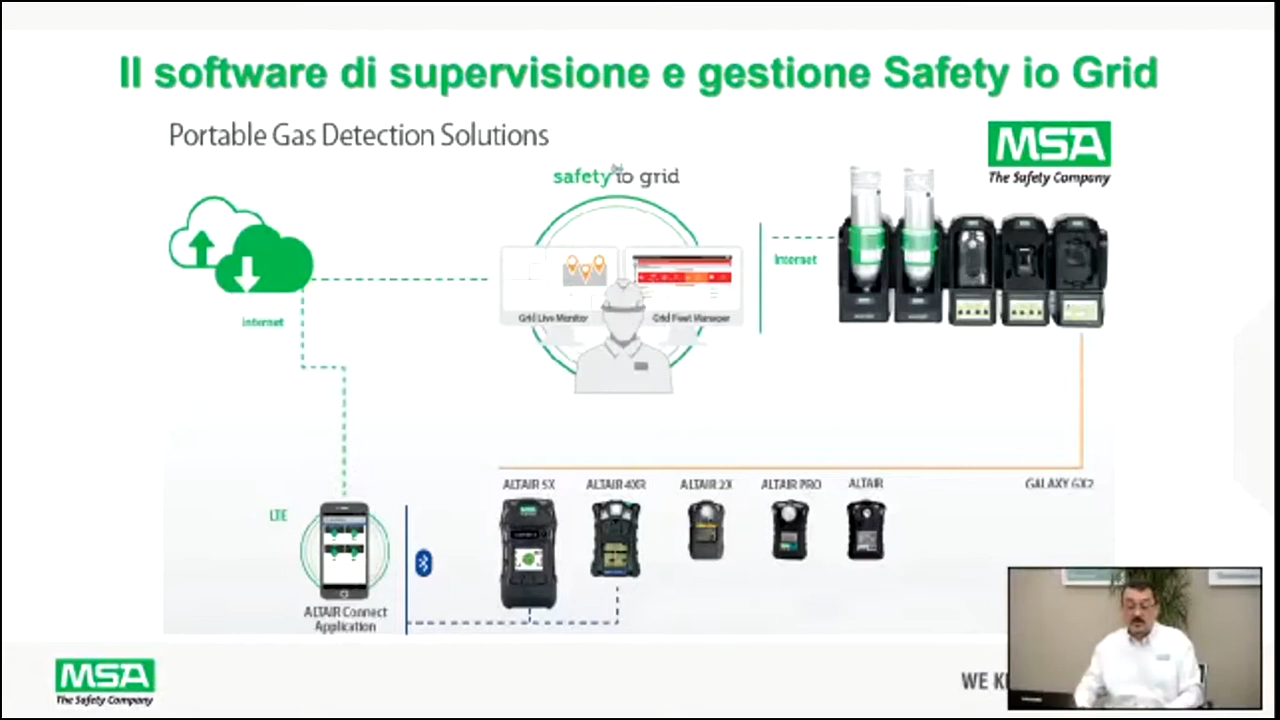 Il software di supervisione e gestione Safety io Grid
Portable Gas Detection Solutions
MSA
The Safety Company
safety io grid
Internet
Internet
Grid Live Monitor
Grid Fleet Manager
ALTAIR 5X
ALTAIR 4XR
ALTAIR 2X
ALTAIR PRO
ALTAIR
GALAXY GX2
LTE
ALTAIR Connect
Application
MSA
The Safety Company
WE